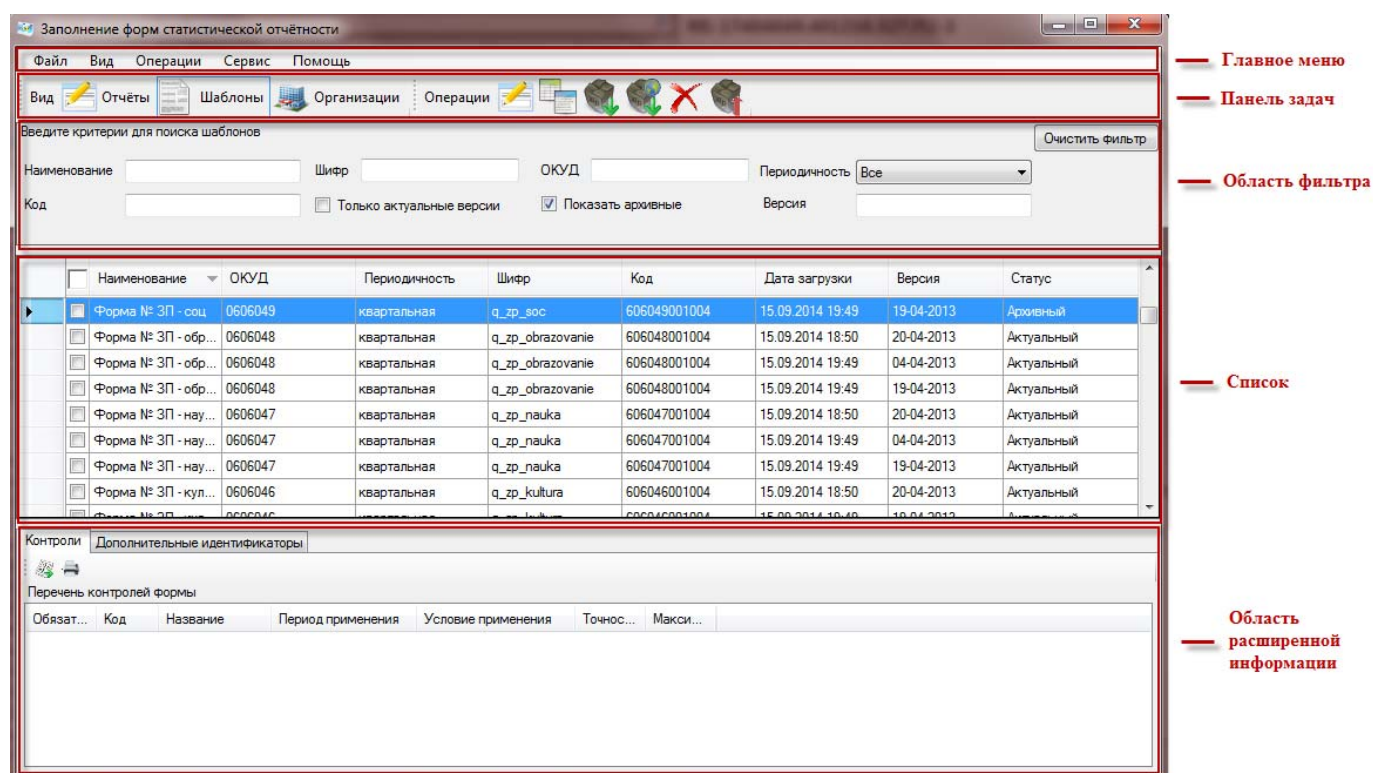 Заполнение форм статистической отчётности
Файл Вид Операции Сервис Помощь
Главное меню
Вид Отчёты Шаблоны Организации Операции
Панель задач
Введите критерии для поиска шаблонов
Очистить фильтр
Наименование Шифр ОКУД Периодичность Все
Область фильтра
Код Только актуальные версии Показать архивные Версия
Наименование ОКУД Периодичность Шифр Код Дата загрузки Версия Статус
Форма № ЗП - соц 0606049 квартальная q_zp_soc 606049001004 15.09.2014 19:49 19-04-2013 Архивный
Форма № ЗП - обр... 0606048 квартальная q_zp_obrazovanie 606048001004 15.09.2014 18:50 20-04-2013 Актуальный
Форма № ЗП - обр... 0606048 квартальная q_zp_obrazovanie 606048001004 15.09.2014 19:49 04-04-2013 Актуальный
Форма № ЗП - обр... 0606048 квартальная q_zp_obrazovanie 606048001004 15.09.2014 19:49 19-04-2013 Актуальный
Список
Форма № ЗП - нау... 0606047 квартальная q_zp_nauka 606047001004 15.09.2014 18:50 20-04-2013 Актуальный
Форма № ЗП - нау... 0606047 квартальная q_zp_nauka 606047001004 15.09.2014 19:49 04-04-2013 Актуальный
Форма № ЗП - нау... 0606047 квартальная q_zp_nauka 606047001004 15.09.2014 19:49 19-04-2013 Актуальный
Форма № ЗП - кул... 0606046 квартальная q_zp_kultura 606046001004 15.09.2014 18:50 20-04-2013 Актуальный
Контроли Дополнительные идентификаторы
Перечень контролей формы
Обязат... Код Название Период применения Условие применения Точнос... Макси...
Область
расширенной
информации